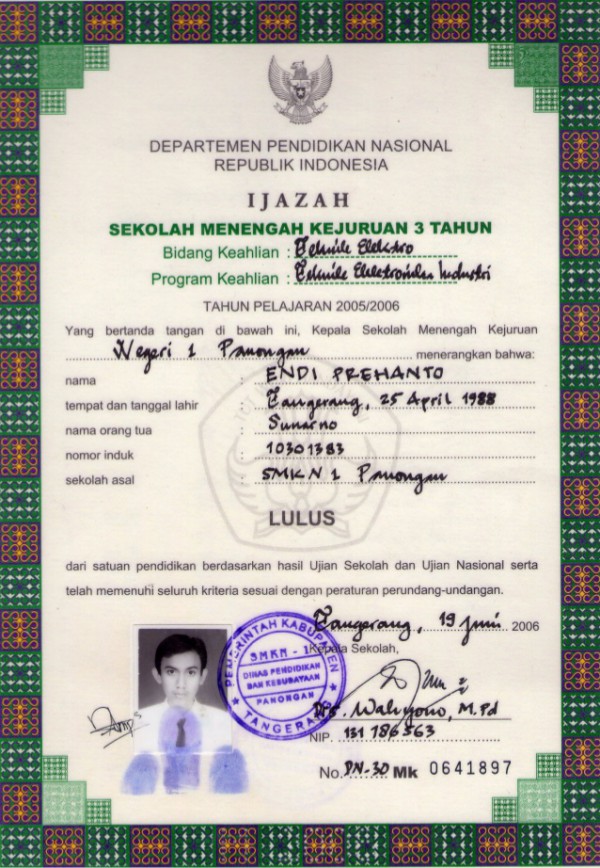 DEPARTEMEN PENDIDIKAN NASIONAL
REPUBLIK INDONESIA
IJAZAH
SEKOLAH MENENGAH KEJURUAN 3 TAHUN
Bidang Keahlian : Teknik Elektro
Program Keahlian : Teknik Elektronika Industri
TAHUN PELAJARAN 2005/2006
Yang bertanda tangan di bawah ini, Kepala Sekolah Menengah Kejuruan
Negeri 1 Panongan menerangkan bahwa:
nama : ENDI PREHANTO
tempat dan tanggal lahir : Tangerang, 25 April 1988
nama orang tua : Sunarno
nomor induk : 10301383
sekolah asal : SMKN 1 Panongan
LULUS
dari satuan pendidikan berdasarkan hasil Ujian Sekolah dan Ujian Nasional serta
telah memenuhi seluruh kriteria sesuai dengan peraturan perundang-undangan.
Tangerang, 19 Juni 2006
Kepala Sekolah,
PEMERINTAH KABUPATEN
SMKN - 1
DINAS PENDIDIKAN
DAN KEBUDAYAAN
PANONGAN
TANGERANG
Drs. Waluyono, M.Pd
NIP. 131 786 563
No. DN-30 Mk 0641897